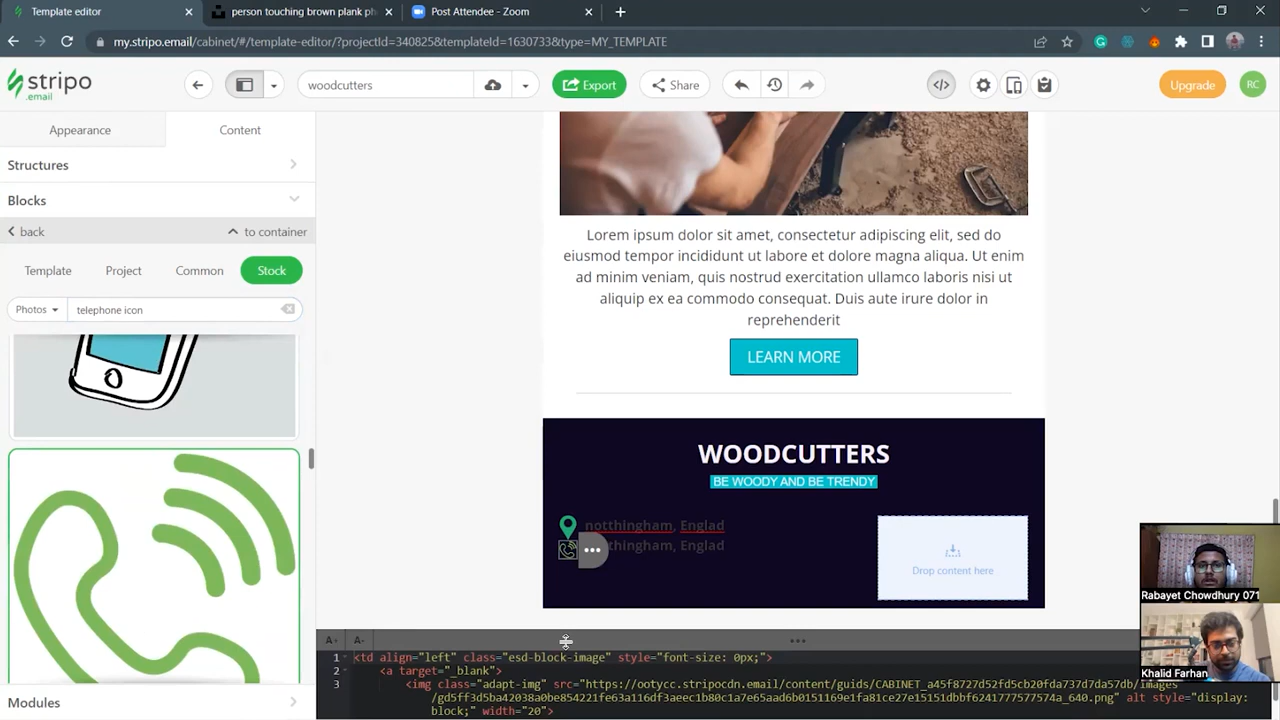 Template editor
person touching brown plank ph
Post Attendee - Zoom
my.stripo.email/cabinet/#/template-editor/?projectId=340825&templateId=1630733&type=MY_TEMPLATE
stripo
.email
woodcutters
Export
Share
Upgrade
RC
Appearance
Content
Structures
Blocks
back
to container
Template
Project
Common
Stock
Photos
telephone icon
Modules
Lorem ipsum dolor sit amet, consectetur adipiscing elit, sed do
eiusmod tempor incididunt ut labore et dolore magna aliqua. Ut enim
ad minim veniam, quis nostrud exercitation ullamco laboris nisi ut
aliquip ex ea commodo consequat. Duis aute irure dolor in
reprehenderit
LEARN MORE
WOODCUTTERS
BE WOODY AND BE TRENDY
notthingham, Englad
thingham, Englad
Drop content here
A+ A-
1 <td align="left" class="esd-block-image" style="font-size: 0px;">
2 <a target="_blank">
3 <img class="adapt-img" src="https://ootycc.stripocdn.email/content/guids/CABINET_a45f8727d52fd5cb20fda737d7da57db/images
block;" width="20">
Rabayet Chowdhury 071
Khalid Farhan